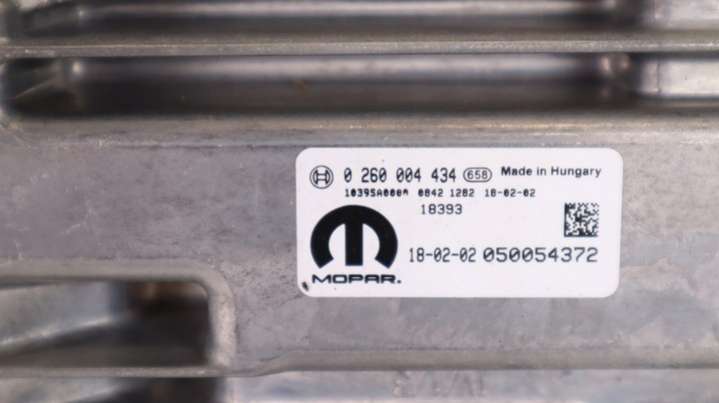 0 260 004 434 658 Made in Hungary
1039SA000A 0842 1282 18-02-02
18393
18-02-02 050054372
MOPAR.